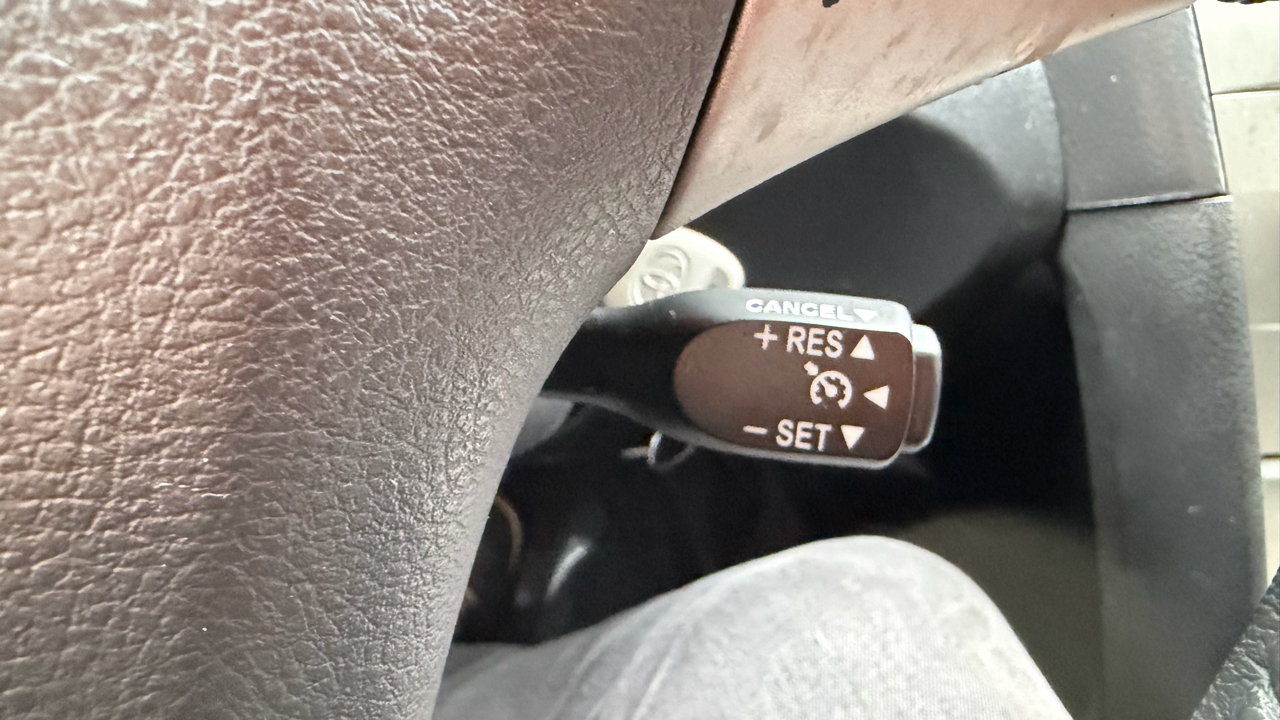 CANCEL▼
+ RES ▲
◀
− SET ▼